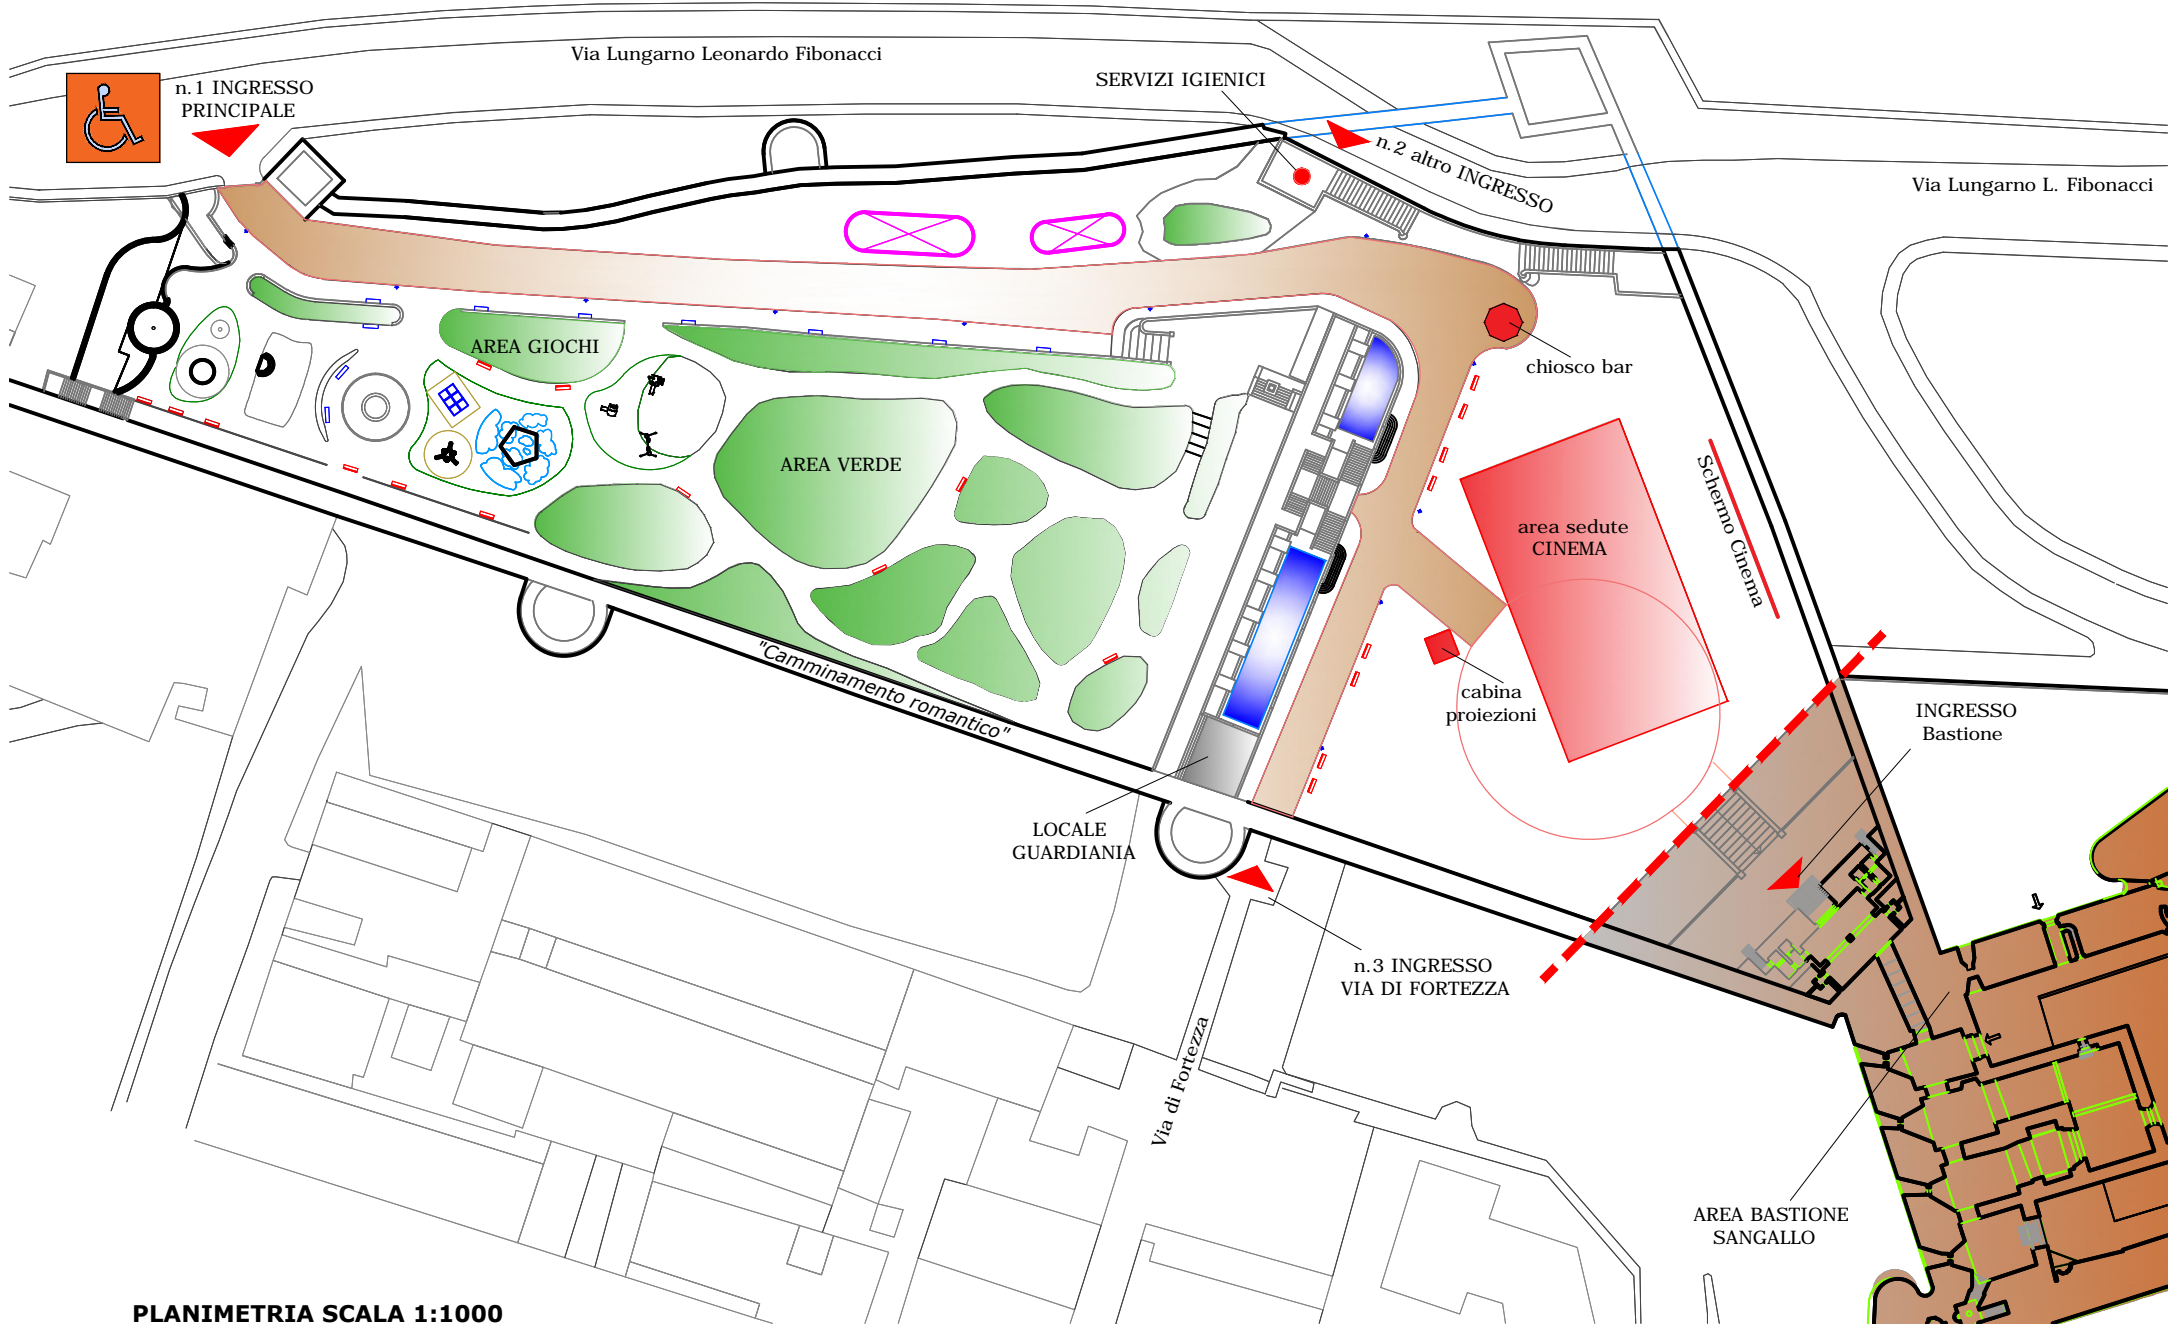 Via Lungarno Leonardo Fibonacci
n.1 INGRESSO
PRINCIPALE
SERVIZI IGIENICI
n.2 altro INGRESSO
Via Lungarno L. Fibonacci
AREA GIOCHI
chiosco bar
AREA VERDE
area sedute
CINEMA
Schermo Cinema
"Camminamento romantico"
cabina
proiezioni
INGRESSO
Bastione
LOCALE
GUARDIANIA
n.3 INGRESSO
VIA DI FORTEZZA
Via di Fortezza
AREA BASTIONE
SANGALLO
PLANIMETRIA SCALA 1:1000